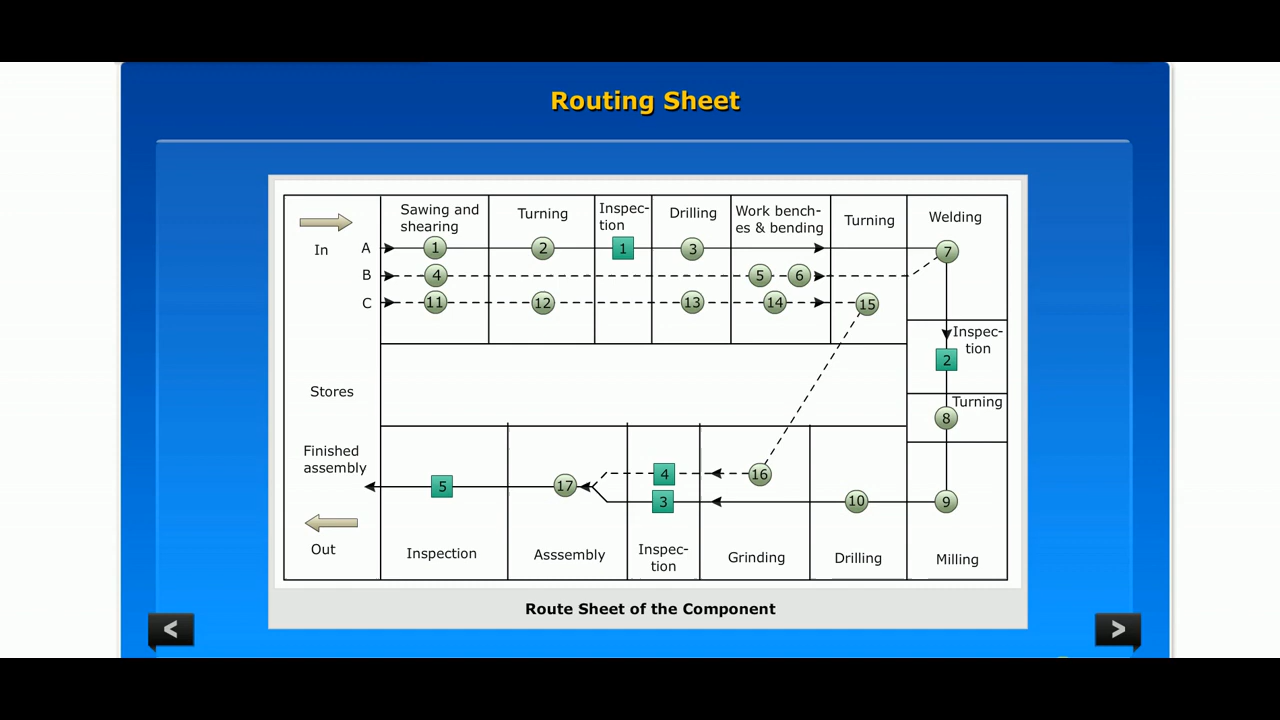 Routing Sheet
Sawing and
shearing
Turning
Inspec-
tion
Drilling
Work bench-
es & bending
Turning
Welding
In
A
1
2
1
3
7
B
4
5
6
C
11
12
13
14
15
Inspec-
tion
2
Stores
Turning
8
Finished
assembly
5
17
4
16
3
10
9
Out
Inspection
Asssembly
Inspec-
tion
Grinding
Drilling
Milling
Route Sheet of the Component
<
>